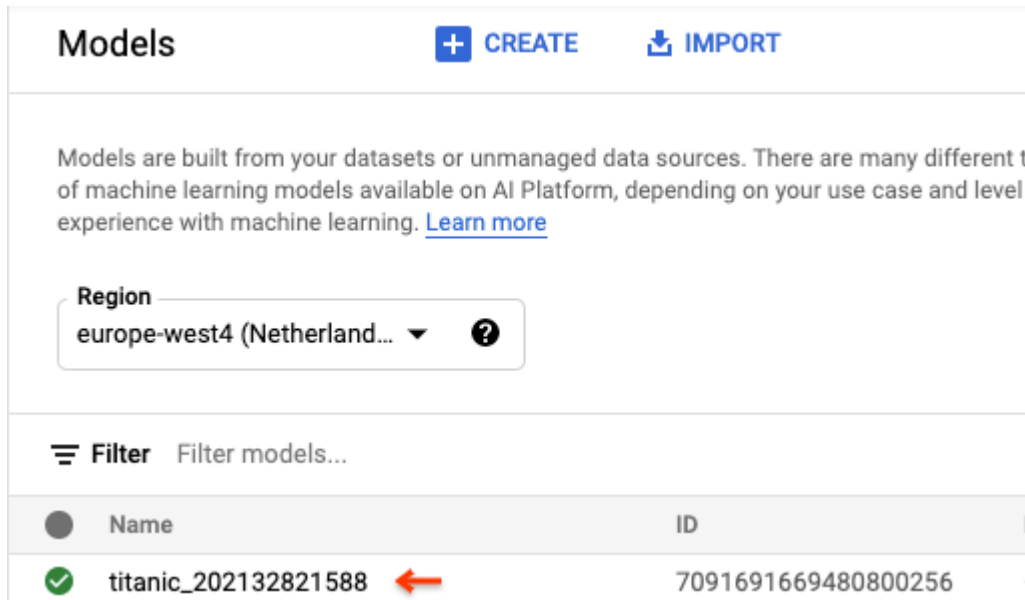 Models CREATE IMPORT
Models are built from your datasets or unmanaged data sources. There are many different
of machine learning models available on AI Platform, depending on your use case and level
experience with machine learning. Learn more
Region
europe-west4 (Netherland...
Filter Filter models...
Name ID
titanic_202132821588 7091691669480800256